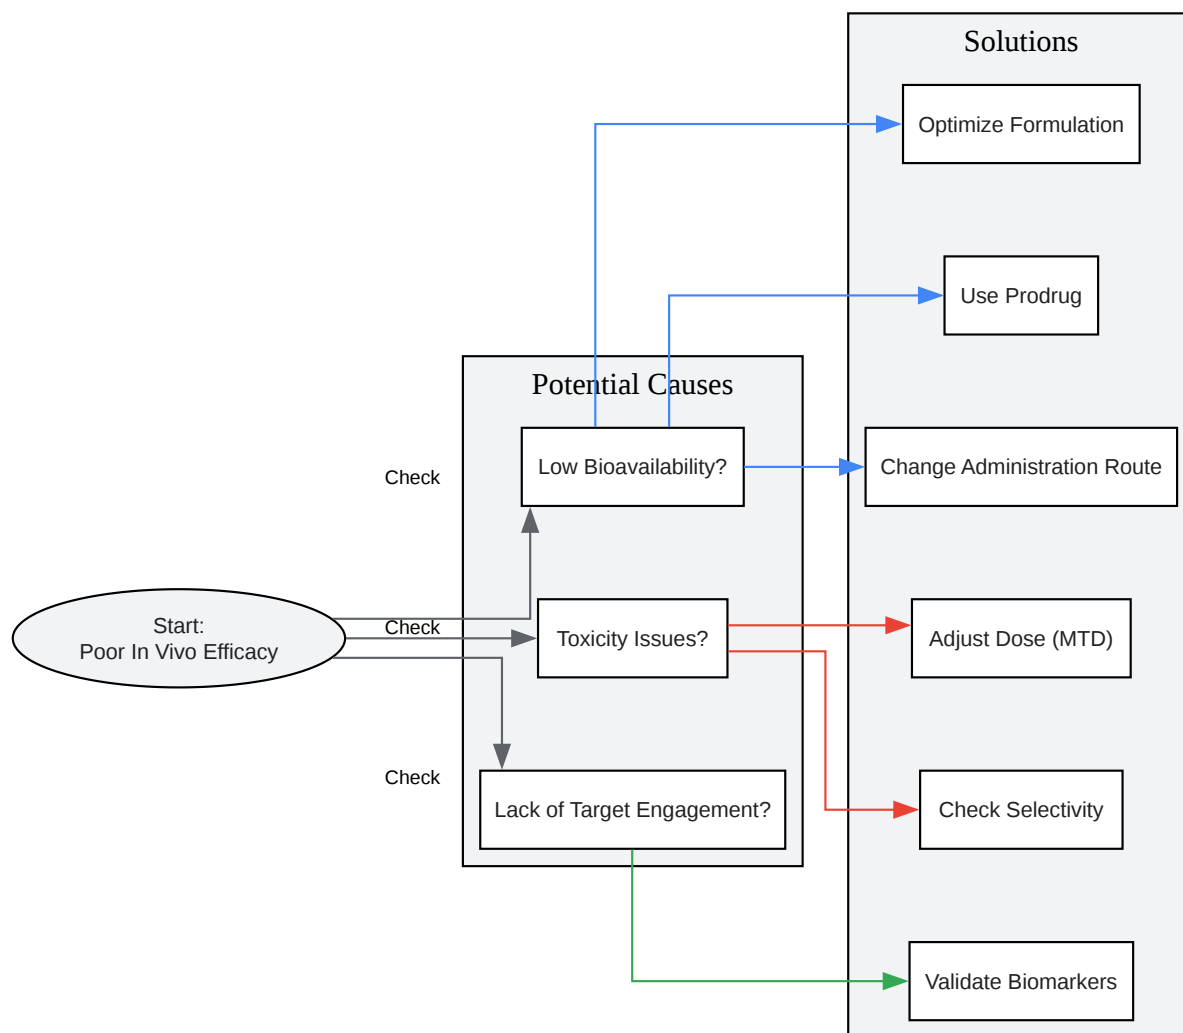 Solutions
Optimize Formulation
Use Prodrug
Potential Causes
Low Bioavailability?
Change Administration Route
Check
Start:
Poor In Vivo Efficacy
Check
Toxicity Issues?
Adjust Dose (MTD)
Check
Lack of Target Engagement?
Check Selectivity
Validate Biomarkers